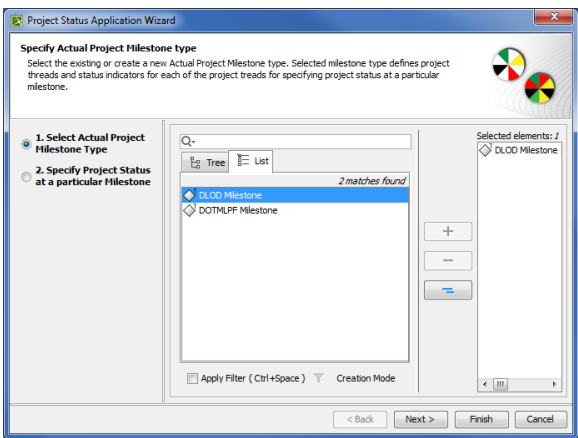 Project Status Application Wizard
Specify Actual Project Mileston type
Select the existing or create a new Actual Project Milestone type. Selected milestone type defines project
threads and status indicators for each of the project treads for specifying project status at a particular
milestone.
1. Select Actual Project
Milestone Type
2. Specify Project Status
at a particular Milestone
Tree
List
2 matches found
DLOD Milestone
DOTMLPF Milestone
Apply Filter ( Ctrl+Space )
Creation Mode
Selected elements: 1
DLOD Milestone
< Back
Next >
Finish
Cancel